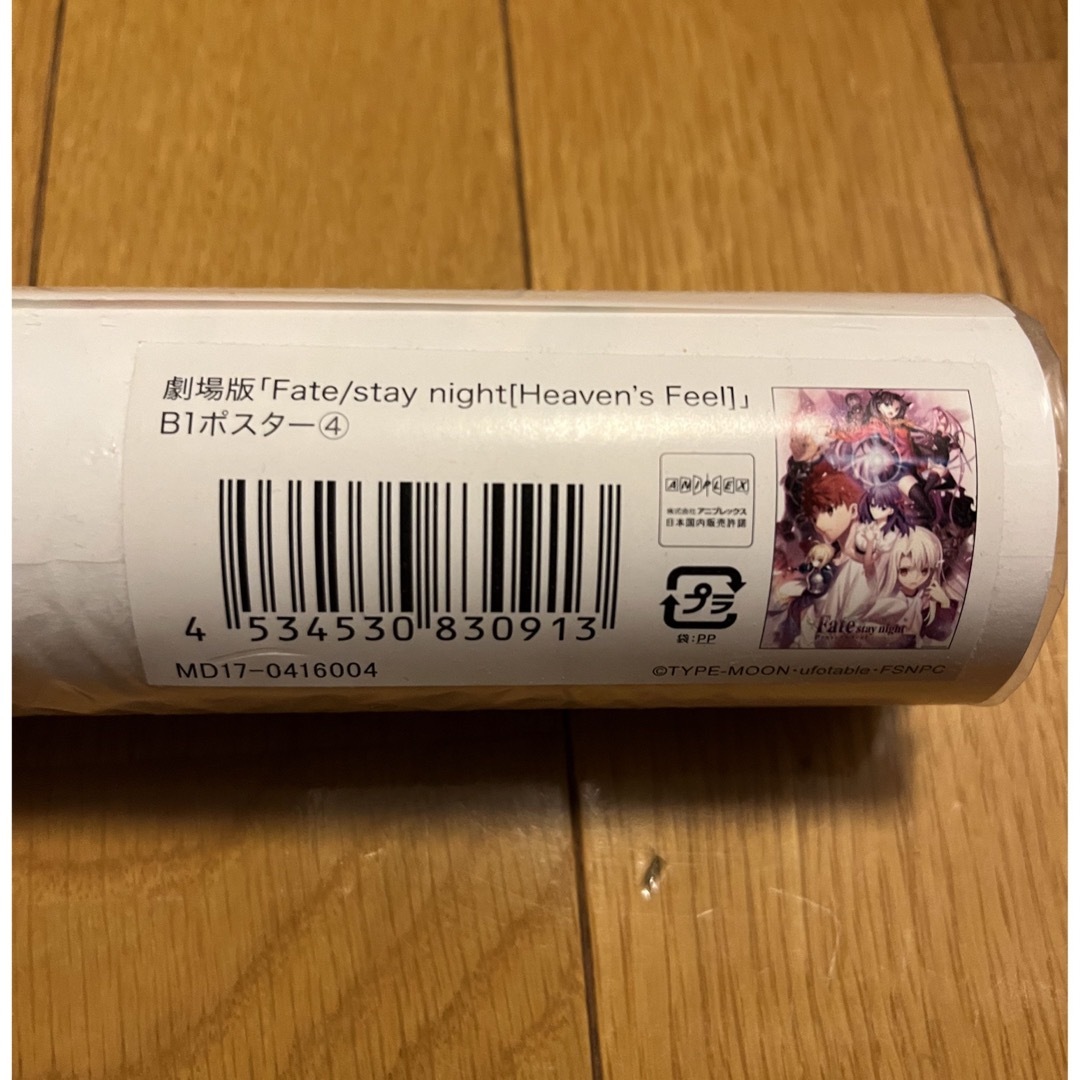 劇場版「Fate/stay night[Heaven's Feel]」
B1ポスター④
ANIPLEX
株式会社アニプレックス
日本国内販売許諾
プラ
袋:PP
Fate stay night
4 534530 830913
MD17-0416004
©TYPE-MOON・ufotable・FSNPC